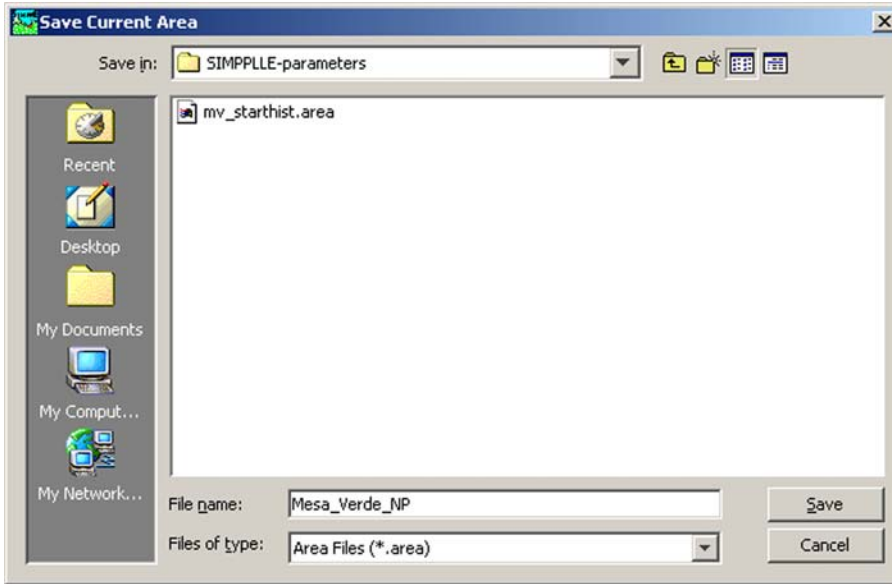 Save Current Area
Save in: SIMPPLLE-parameters
mv_starthist.area
Recent
Desktop
My Documents
My Comput...
My Network...
File name: Mesa_Verde_NP Save
Files of type: Area Files (*.area) Cancel